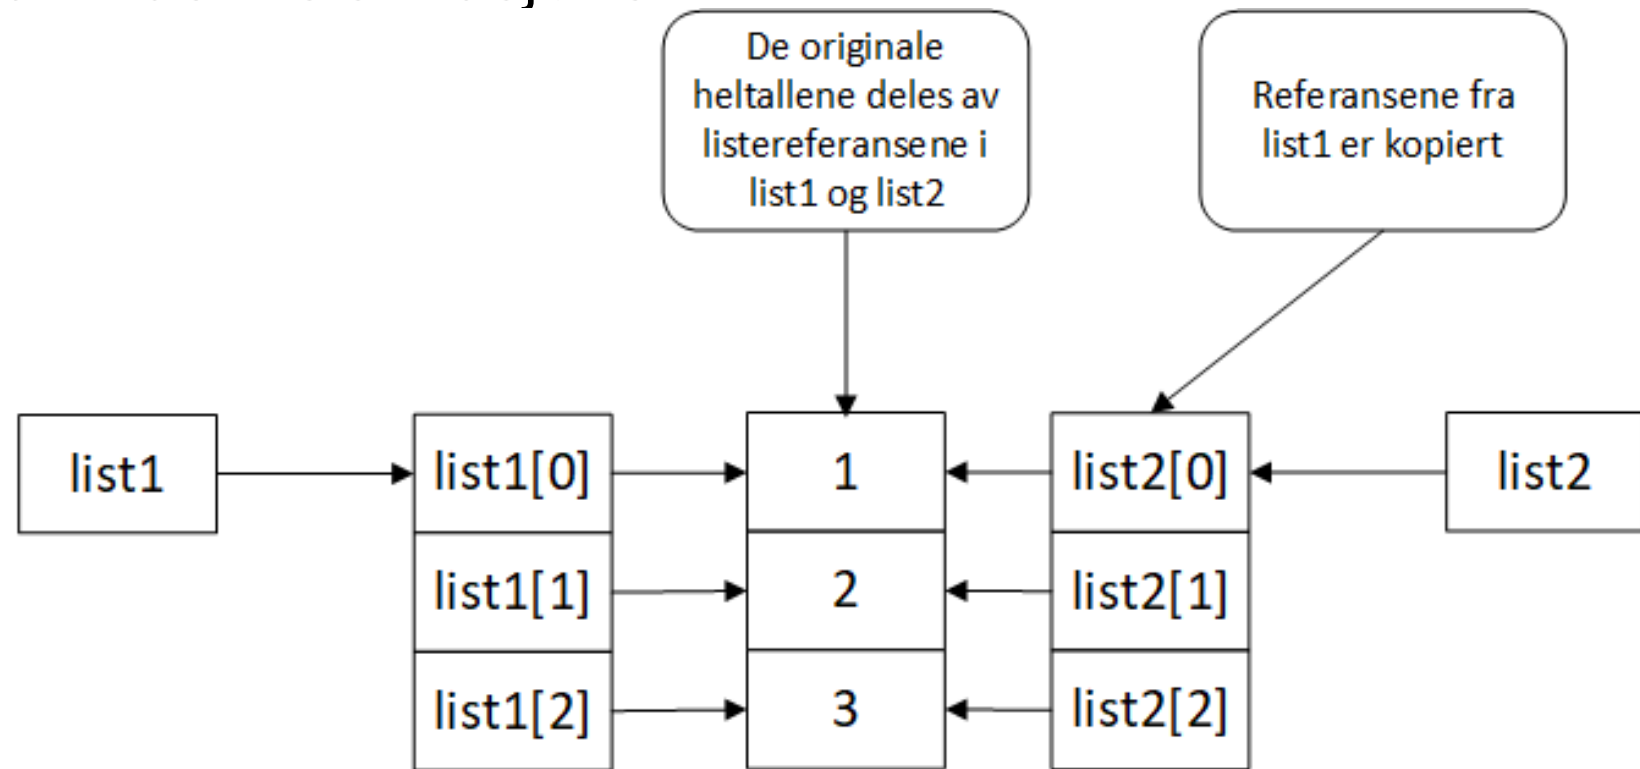 De originale
heltallene deles av
listereferansene i
list1 og list2
Referansene fra
list1 er kopiert
list1
list1[0]
1
list2[0]
list2
list1[1]
2
list2[1]
list1[2]
3
list2[2]